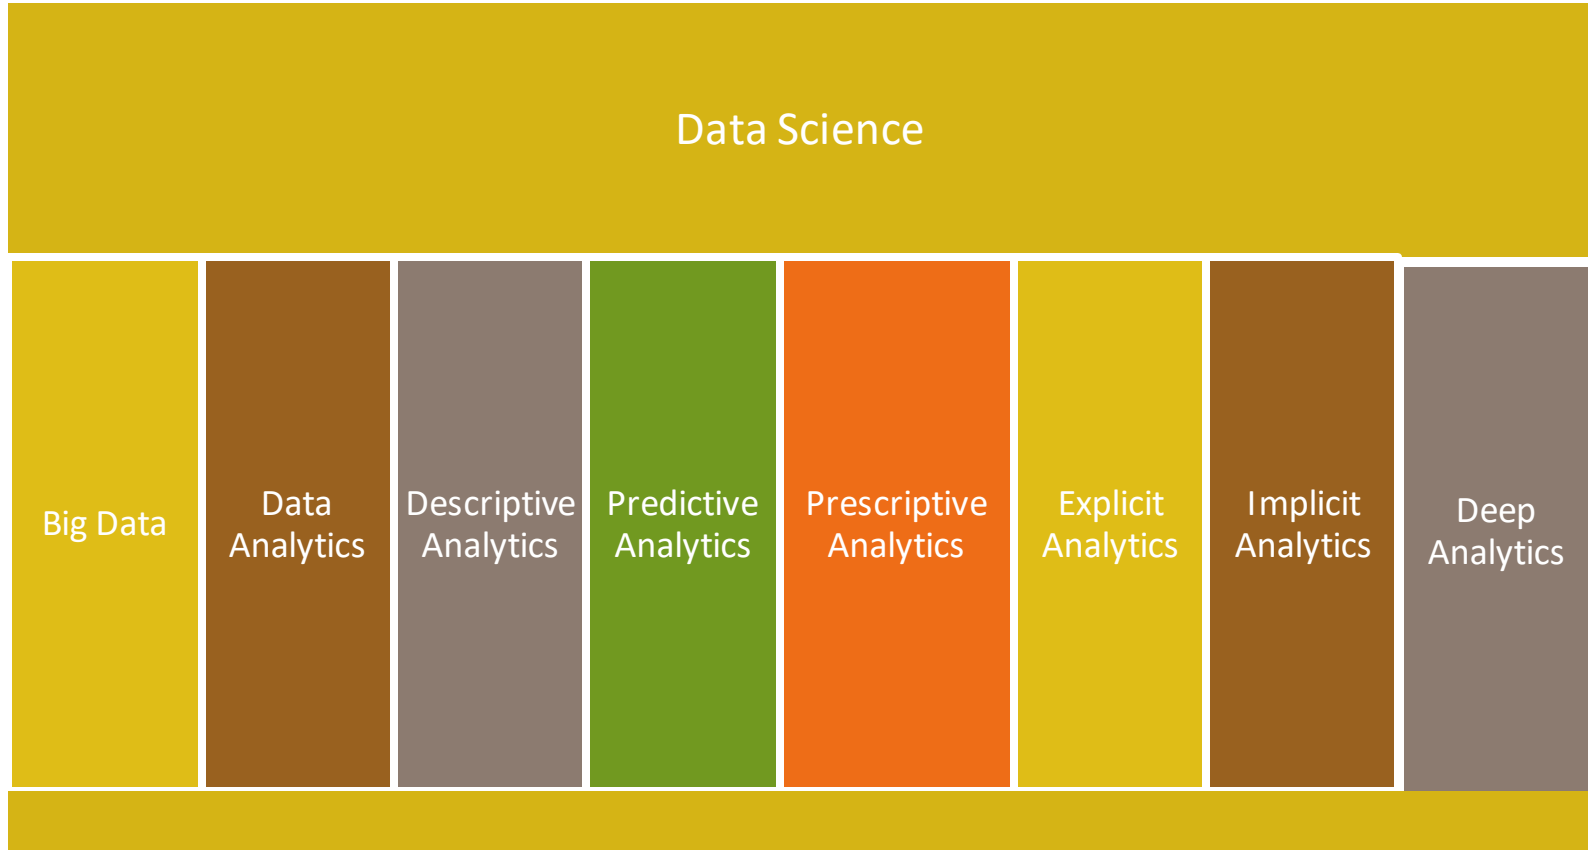 Data Science
Big Data
Data
Analytics
Descriptive
Analytics
Predictive
Analytics
Prescriptive
Analytics
Explicit
Analytics
Implicit
Analytics
Deep
Analytics